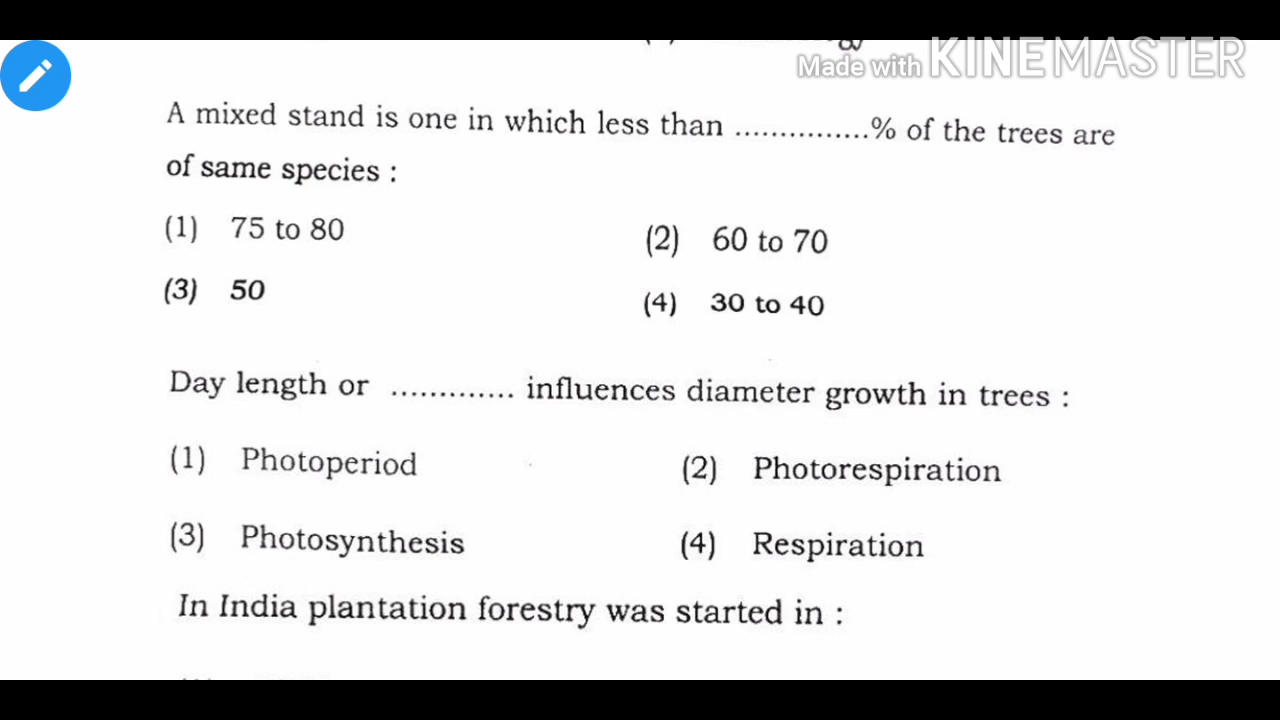 Made with KINEMASTER
A mixed stand is one in which less than ...............% of the trees are
of same species :
(1) 75 to 80 (2) 60 to 70
(3) 50 (4) 30 to 40
Day length or ............. influences diameter growth in trees :
(1) Photoperiod (2) Photorespiration
(3) Photosynthesis (4) Respiration
In India plantation forestry was started in :